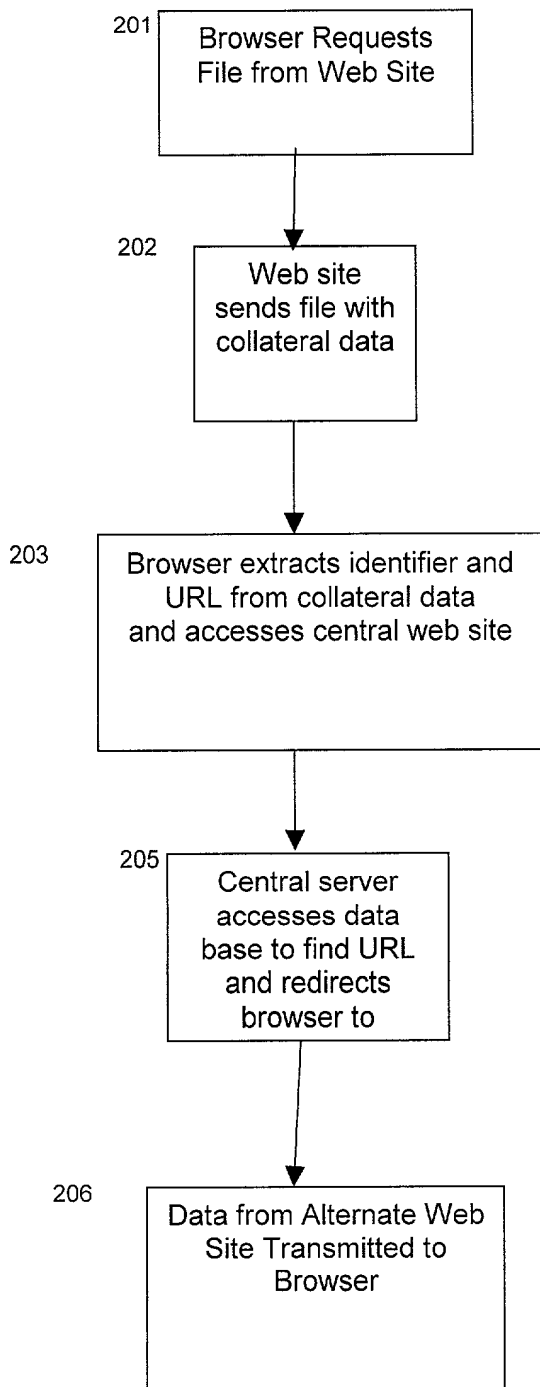 201
Browser Requests
File from Web Site
202
Web site
sends file with
collateral data
203
Browser extracts identifier and
URL from collateral data
and accesses central web site
205
Central server
accesses data
base to find URL
and redirects
browser to
206
Data from Alternate Web
Site Transmitted to
Browser